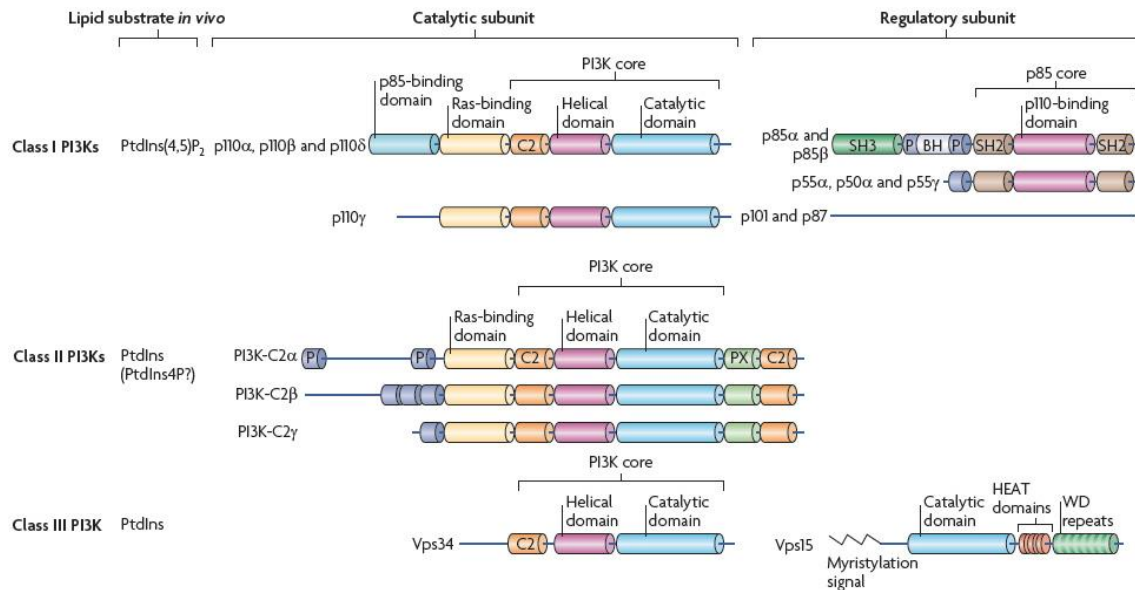 Lipid substrate in vivo
Catalytic subunit
Regulatory subunit
PI3K core
p85 core
p85-binding
domain
Ras-binding
domain
Helical
domain
Catalytic
domain
p110-binding
domain
Class I PI3Ks
PtdIns(4,5)P₂
p110α, p110β and p110δ
C2
p85α and
p85β
SH3
P
BH
P
SH2
SH2
p55α, p50α and p55γ
p110γ
p101 and p87
PI3K core
Ras-binding
domain
Helical
domain
Catalytic
domain
Class II PI3Ks
PtdIns
(PtdIns4P?)
PI3K-C2α
P
P
C2
PX
C2
PI3K-C2β
PI3K-C2γ
PI3K core
Helical
domain
Catalytic
domain
Catalytic
domain
HEAT
domains
WD
repeats
Class III PI3K
PtdIns
Vps34
C2
Vps15
Myristylation
signal